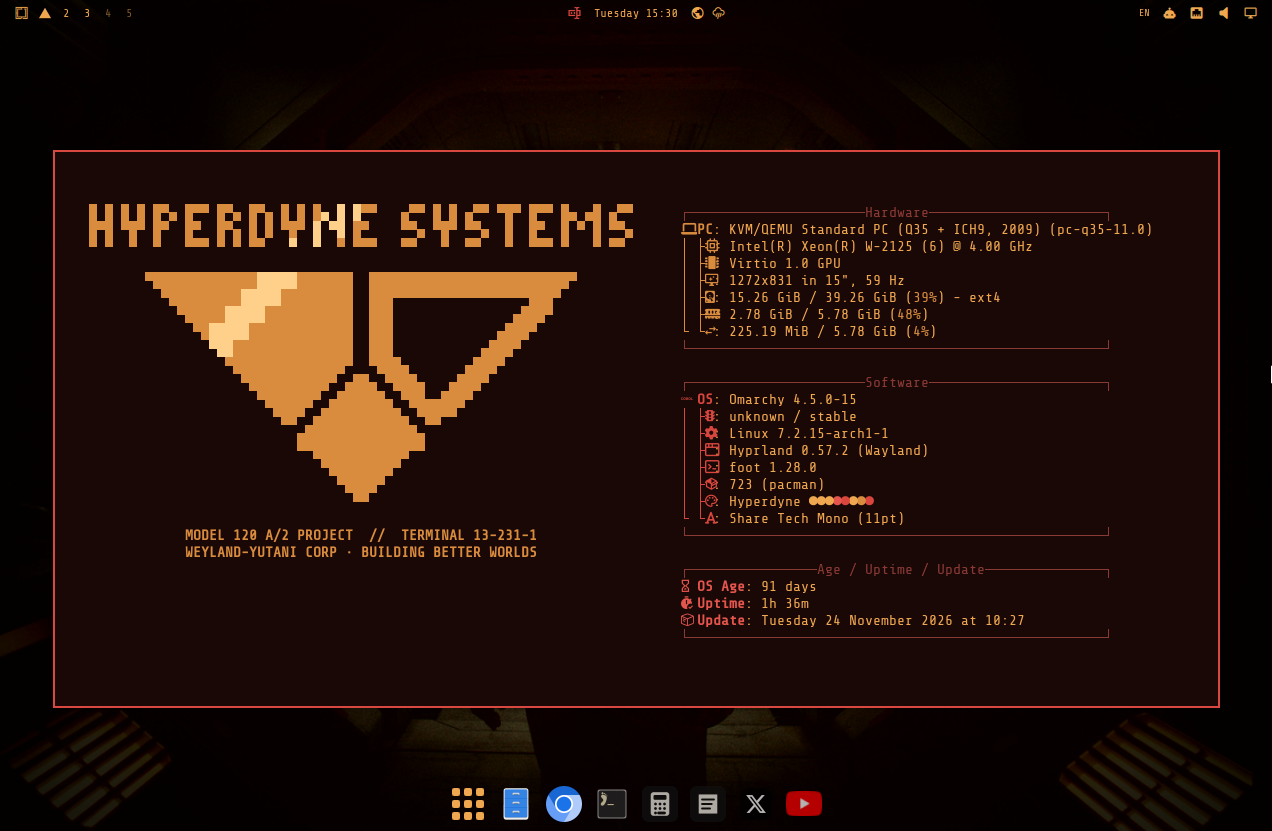 2 3 4 5
Tuesday 15:30
EN
HYPERDYNE SYSTEMS
MODEL 120 A/2 PROJECT // TERMINAL 13-231-1
WEYLAND-YUTANI CORP · BUILDING BETTER WORLDS
Hardware
PC: KVM/QEMU Standard PC (Q35 + ICH9, 2009) (pc-q35-11.0)
Intel(R) Xeon(R) W-2125 (6) @ 4.00 GHz
Virtio 1.0 GPU
1272x831 in 15", 59 Hz
15.26 GiB / 39.26 GiB (39%) - ext4
2.78 GiB / 5.78 GiB (48%)
225.19 MiB / 5.78 GiB (4%)
Software
OS: Omarchy 4.5.0-15
unknown / stable
Linux 7.2.15-arch1-1
Hyprland 0.57.2 (Wayland)
foot 1.28.0
723 (pacman)
Hyperdyne
Share Tech Mono (11pt)
Age / Uptime / Update
OS Age: 91 days
Uptime: 1h 36m
Update: Tuesday 24 November 2026 at 10:27